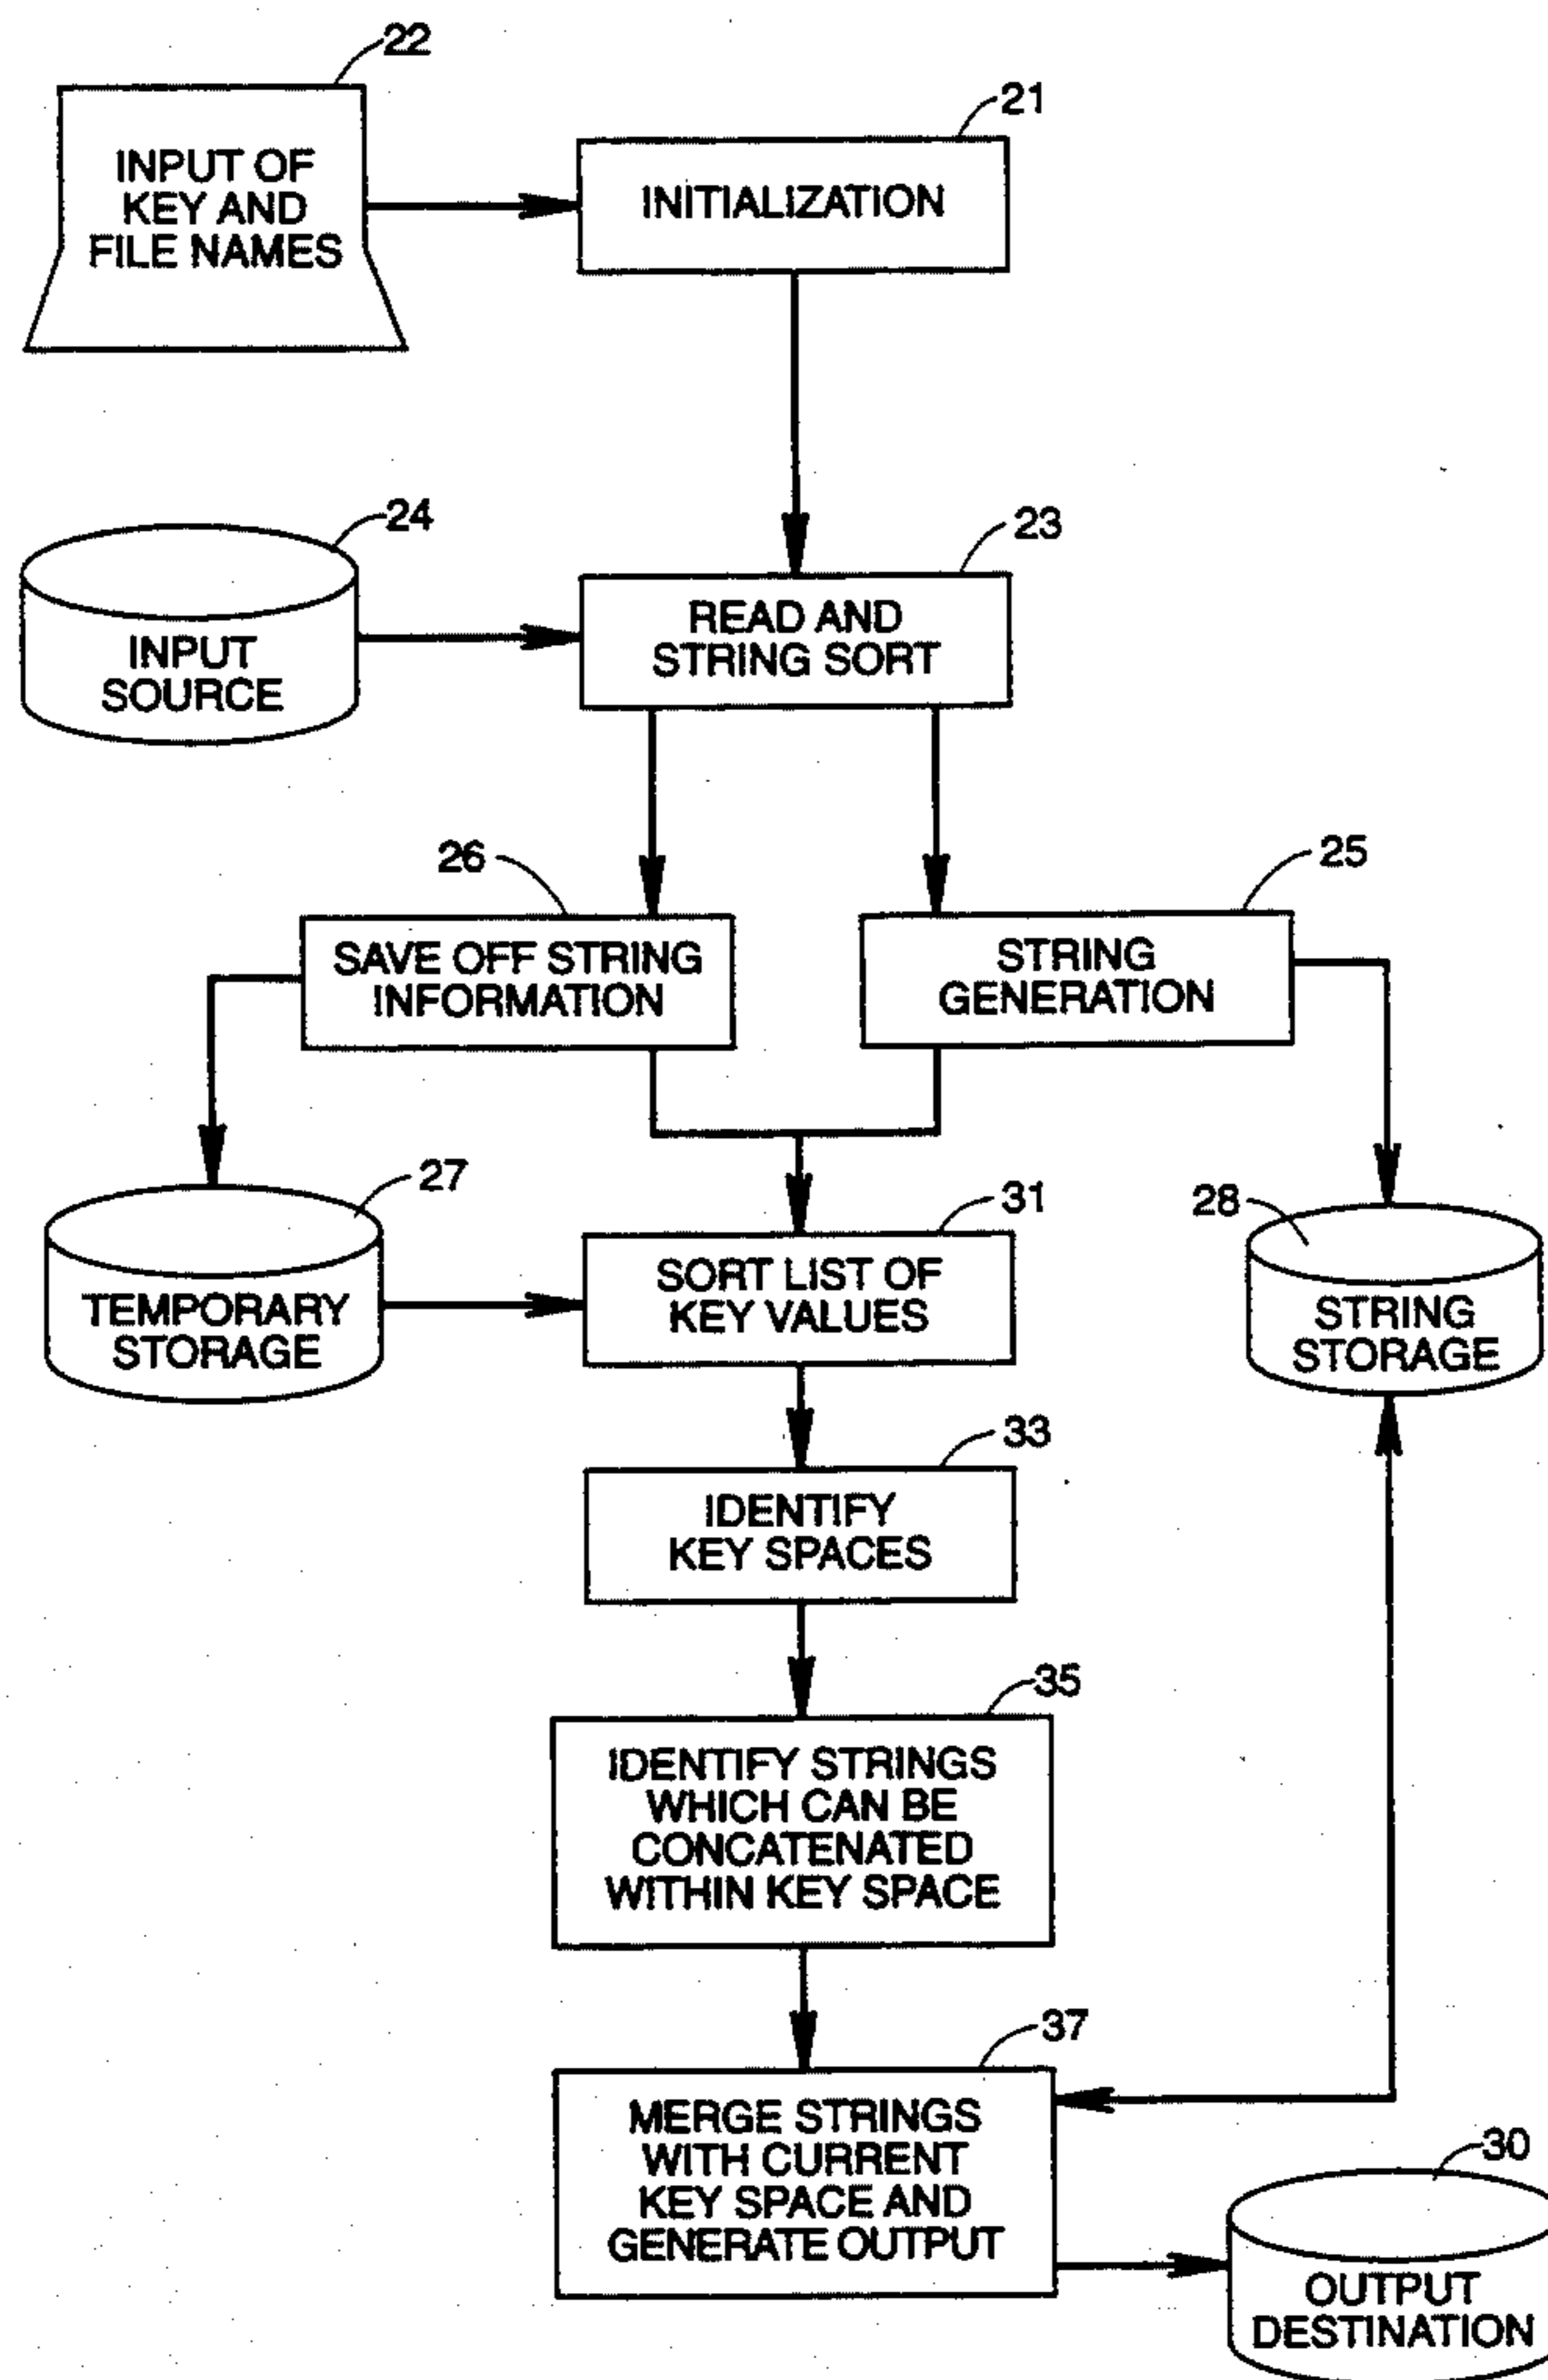 22
INPUT OF
KEY AND
FILE NAMES
21
INITIALIZATION
24
INPUT
SOURCE
23
READ AND
STRING SORT
26
SAVE OFF STRING
INFORMATION
25
STRING
GENERATION
27
TEMPORARY
STORAGE
31
SORT LIST OF
KEY VALUES
28
STRING
STORAGE
33
IDENTIFY
KEY SPACES
35
IDENTIFY STRINGS
WHICH CAN BE
CONCATENATED
WITHIN KEY SPACE
37
MERGE STRINGS
WITH CURRENT
KEY SPACE AND
GENERATE OUTPUT
30
OUTPUT
DESTINATION